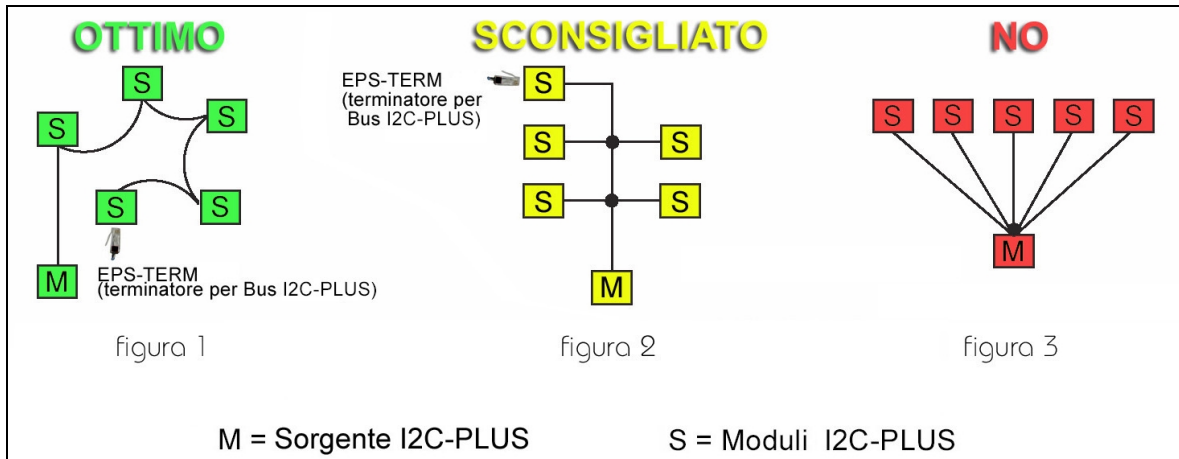 OTTIMO
S
S
S
S
S
M
EPS-TERM
(terminatore per Bus I2C-PLUS)
figura 1
SCONSIGLIATO
EPS-TERM
(terminatore per
Bus I2C-PLUS)
S
S
S
S
S
M
figura 2
NO
S
S
S
S
S
M
figura 3
M = Sorgente I2C-PLUS
S = Moduli I2C-PLUS